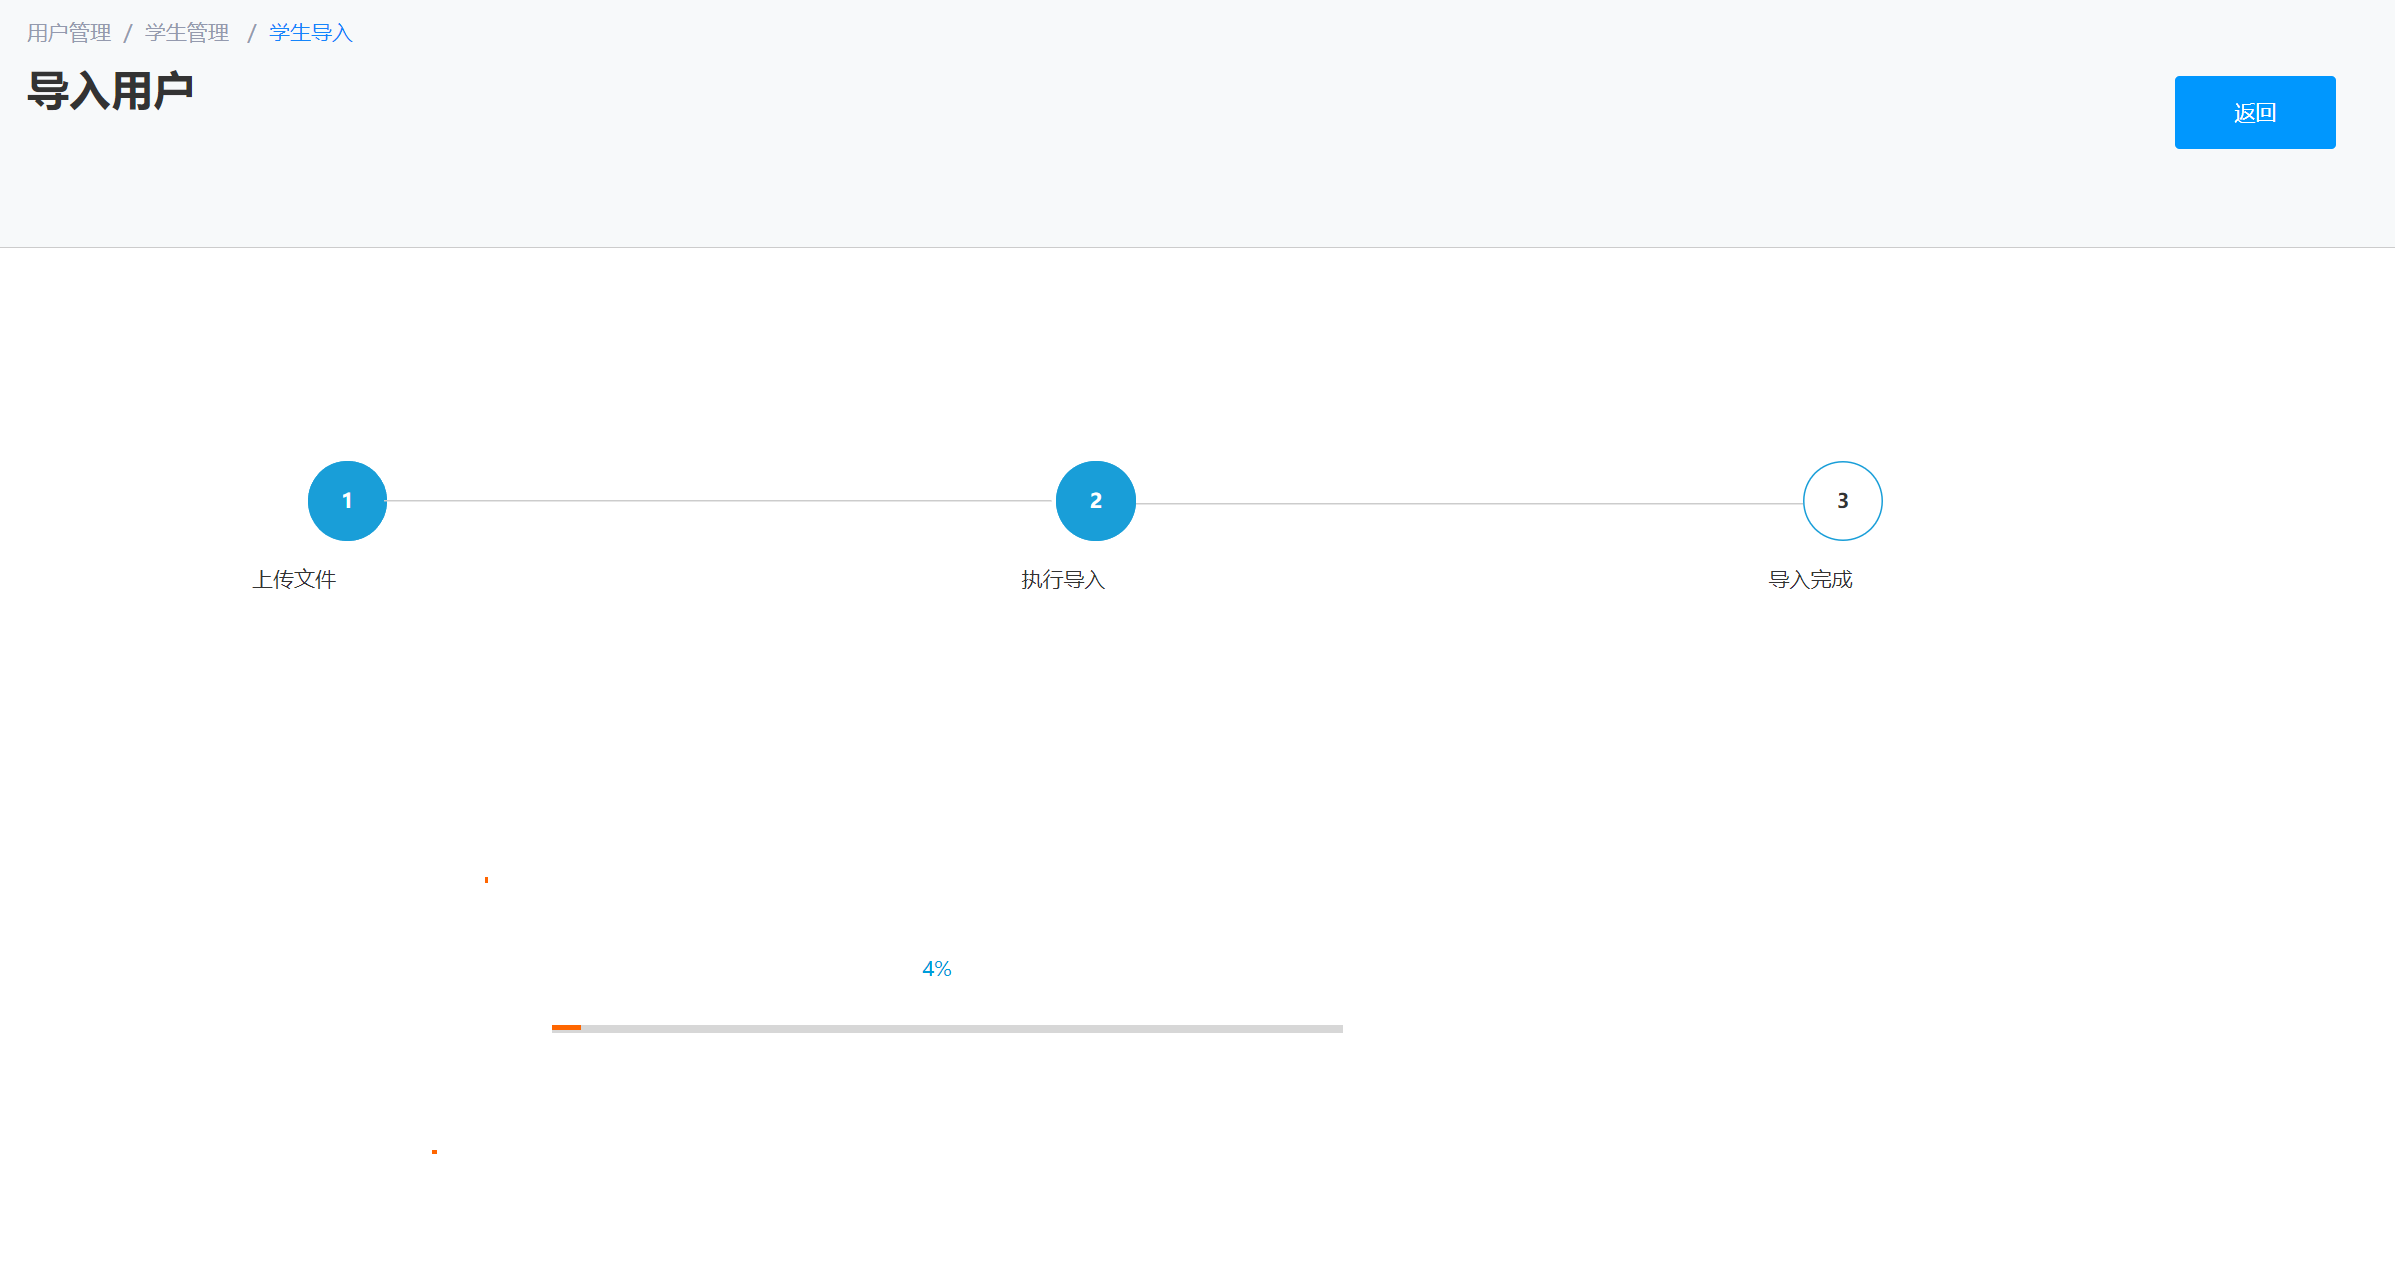 用户管理 / 学生管理 / 学生导入
导入用户
返回
1 2 3
上传文件 执行导入 导入完成
4%